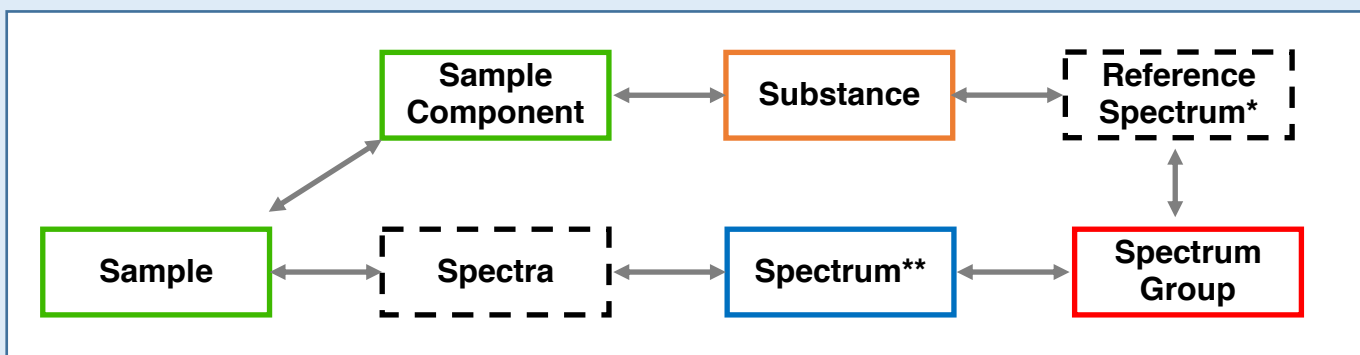 Sample
Component
Substance
Reference
Spectrum*
Sample
Spectra
Spectrum**
Spectrum
Group